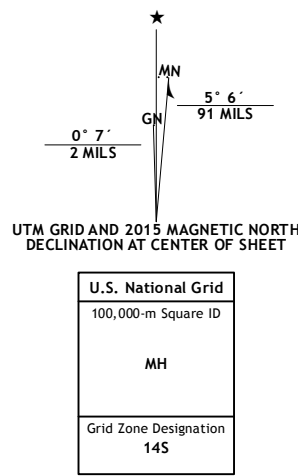 ★
MN
GN
5° 6´
91 MILS
0° 7´
2 MILS
UTM GRID AND 2015 MAGNETIC NORTH
DECLINATION AT CENTER OF SHEET
U.S. National Grid
100,000-m Square ID
MH
Grid Zone Designation
14S